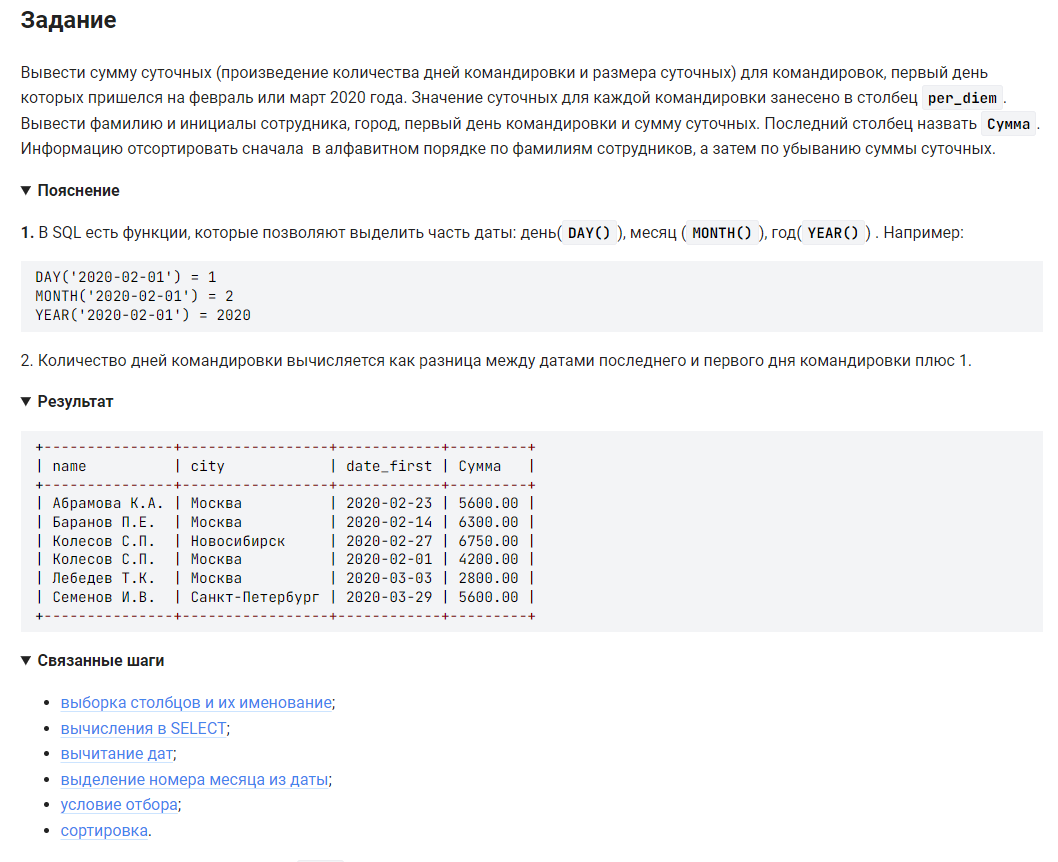 Задание
Вывести сумму суточных (произведение количества дней командировки и размера суточных) для командировок, первый день
которых пришелся на февраль или март 2020 года. Значение суточных для каждой командировки занесено в столбец per_diem .
Вывести фамилию и инициалы сотрудника, город, первый день командировки и сумму суточных. Последний столбец назвать Сумма .
Информацию отсортировать сначала в алфавитном порядке по фамилиям сотрудников, а затем по убыванию суммы суточных.
▼ Пояснение
1. В SQL есть функции, которые позволяют выделить часть даты: день( DAY() ), месяц ( MONTH() ), год( YEAR() ) . Например:
DAY('2020-02-01') = 1
MONTH('2020-02-01') = 2
YEAR('2020-02-01') = 2020
2. Количество дней командировки вычисляется как разница между датами последнего и первого дня командировки плюс 1.
▼ Результат
+---------------+-----------------+------------+---------+
| name          | city            | date_first | Сумма   |
+---------------+-----------------+------------+---------+
| Абрамова К.А. | Москва          | 2020-02-23 | 5600.00 |
| Баранов П.Е.  | Москва          | 2020-02-14 | 6300.00 |
| Колесов С.П.  | Новосибирск     | 2020-02-27 | 6750.00 |
| Колесов С.П.  | Москва          | 2020-02-01 | 4200.00 |
| Лебедев Т.К.  | Москва          | 2020-03-03 | 2800.00 |
| Семенов И.В.  | Санкт-Петербург | 2020-03-29 | 5600.00 |
+---------------+-----------------+------------+---------+
▼ Связанные шаги
• выборка столбцов и их именование;
• вычисления в SELECT;
• вычитание дат;
• выделение номера месяца из даты;
• условие отбора;
• сортировка.